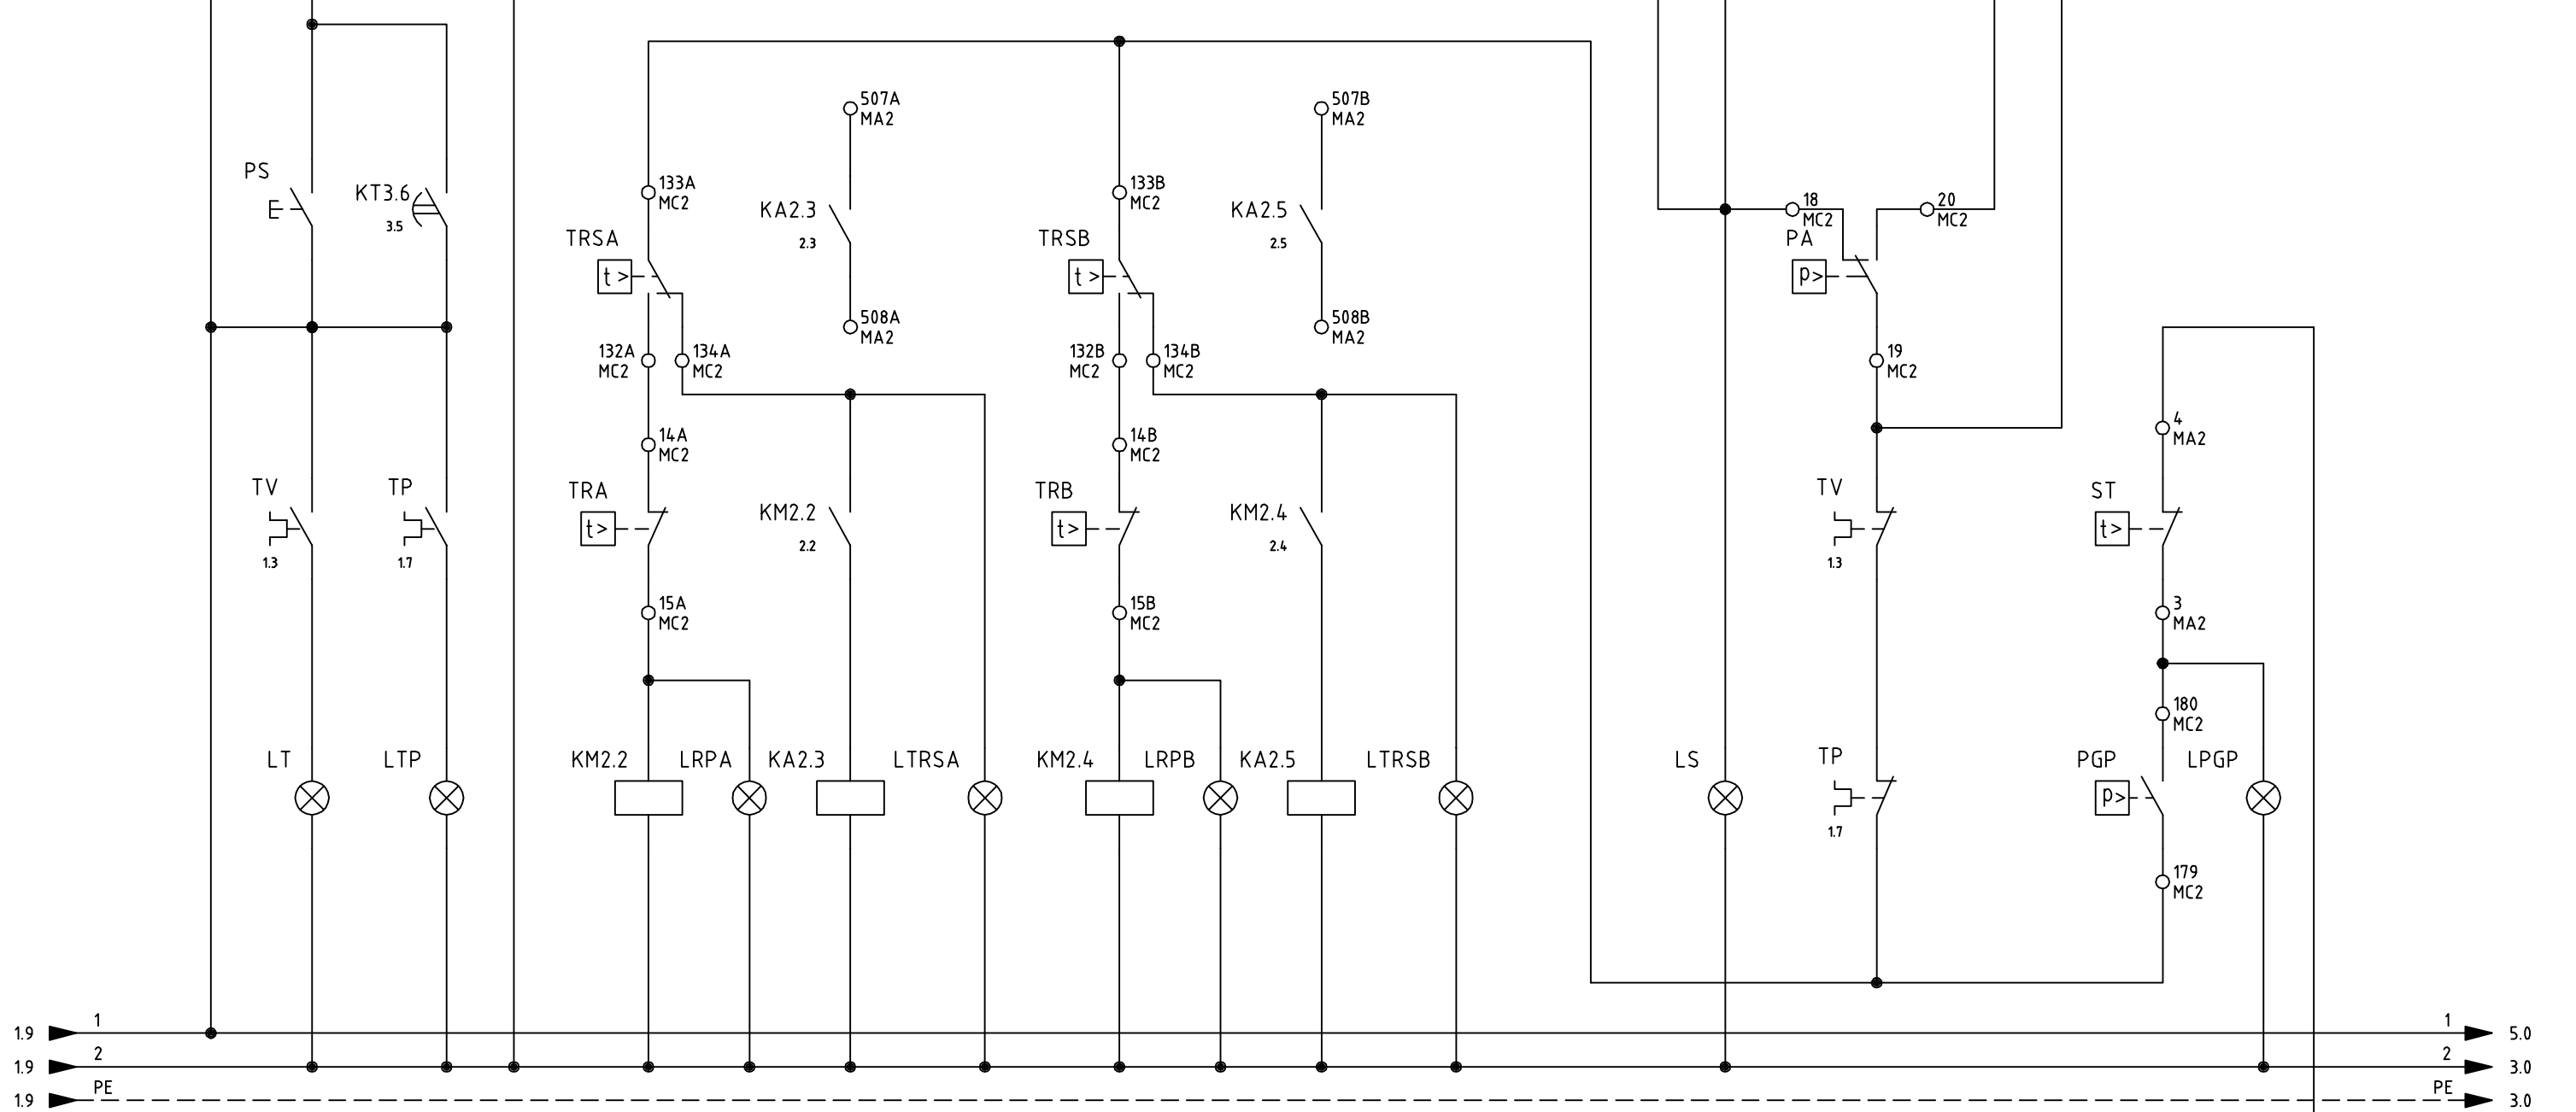 507A
MA2
507B
MA2
PS
KT3.6
3.5
133A
MC2
KA2.3
2.3
133B
MC2
KA2.5
2.5
18
MC2
20
MC2
TRSA
t >
TRSB
t >
PA
p>
508A
MA2
508B
MA2
132A
MC2
134A
MC2
132B
MC2
134B
MC2
19
MC2
14A
MC2
14B
MC2
4
MA2
TV
1.3
TP
1.7
TRA
t>
KM2.2
2.2
TRB
t>
KM2.4
2.4
TV
1.3
ST
t>
15A
MC2
15B
MC2
3
MA2
180
MC2
LT
LTP
KM2.2
LRPA
KA2.3
LTRSA
KM2.4
LRPB
KA2.5
LTRSB
LS
TP
1.7
PGP
p>
LPGP
179
MC2
1.9
1
1
5.0
1.9
2
2
3.0
1.9
PE
PE
3.0